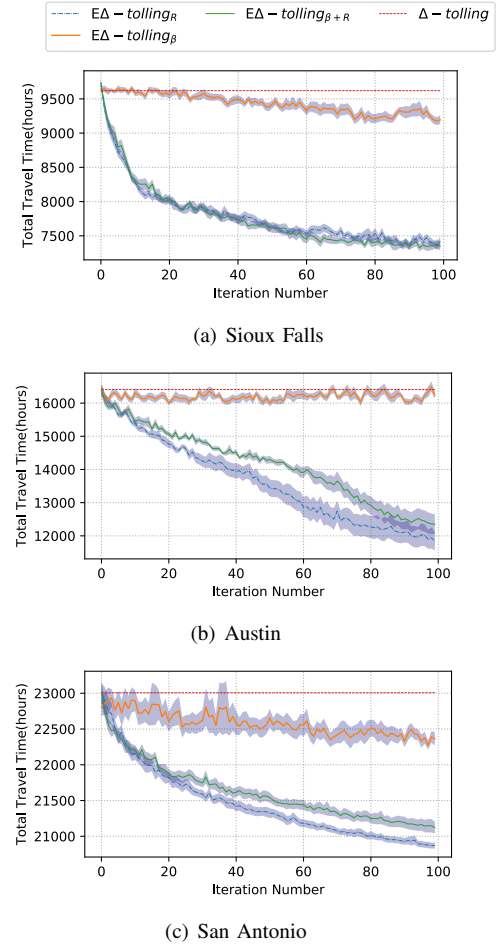 EΔ − tolling_R EΔ − tolling_{β+R} Δ − tolling
EΔ − tolling_β
Total Travel Time(hours)
9500
9000
8500
8000
7500
0 20 40 60 80 100
Iteration Number
(a) Sioux Falls
Total Travel Time(hours)
16000
15000
14000
13000
12000
0 20 40 60 80 100
Iteration Number
(b) Austin
Total Travel Time(hours)
23000
22500
22000
21500
21000
0 20 40 60 80 100
Iteration Number
(c) San Antonio